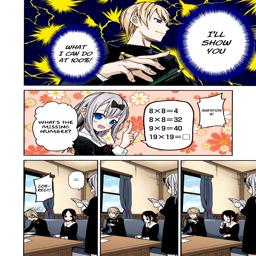 I'LL
SHOW
YOU
WHAT
I CAN DO
AT 100%!
QUESTION
8×8=4
8×8=32
9×9=40
19×19=□
WHAT'S THE
MISSING
NUMBER?
...
COR-
RECT!